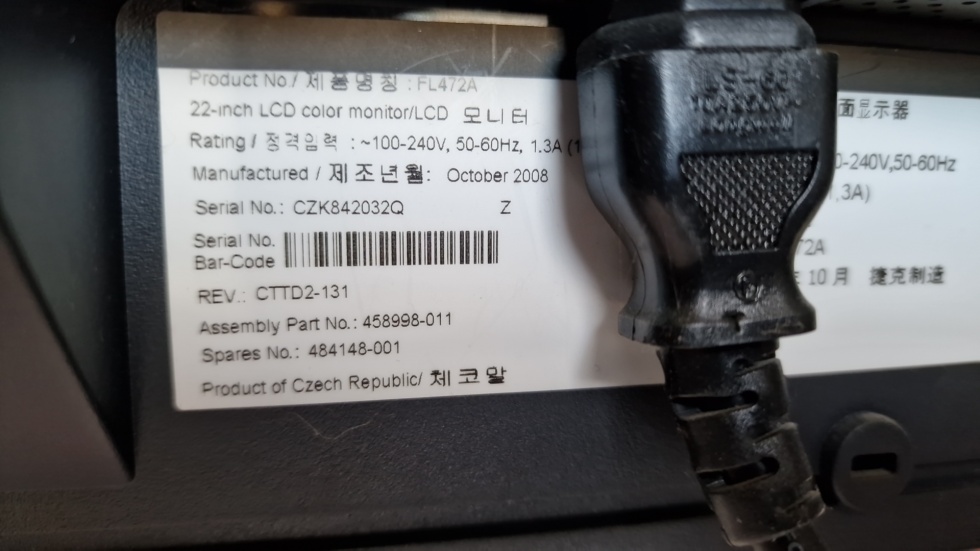 Product No./ 제품명칭 : FL472A
22-inch LCD color monitor/LCD 모니터
Rating / 정격입력 : ~100-240V, 50-60Hz, 1.3A (1
Manufactured / 제조년월: October 2008
Serial No.: CZK842032Q Z
Serial No.
Bar-Code
REV.: CTTD2-131
Assembly Part No.: 458998-011
Spares No.: 484148-001
Product of Czech Republic/ 체코말
面显示器
0-240V,50-60Hz
.3A)
72A
10月 捷克制造